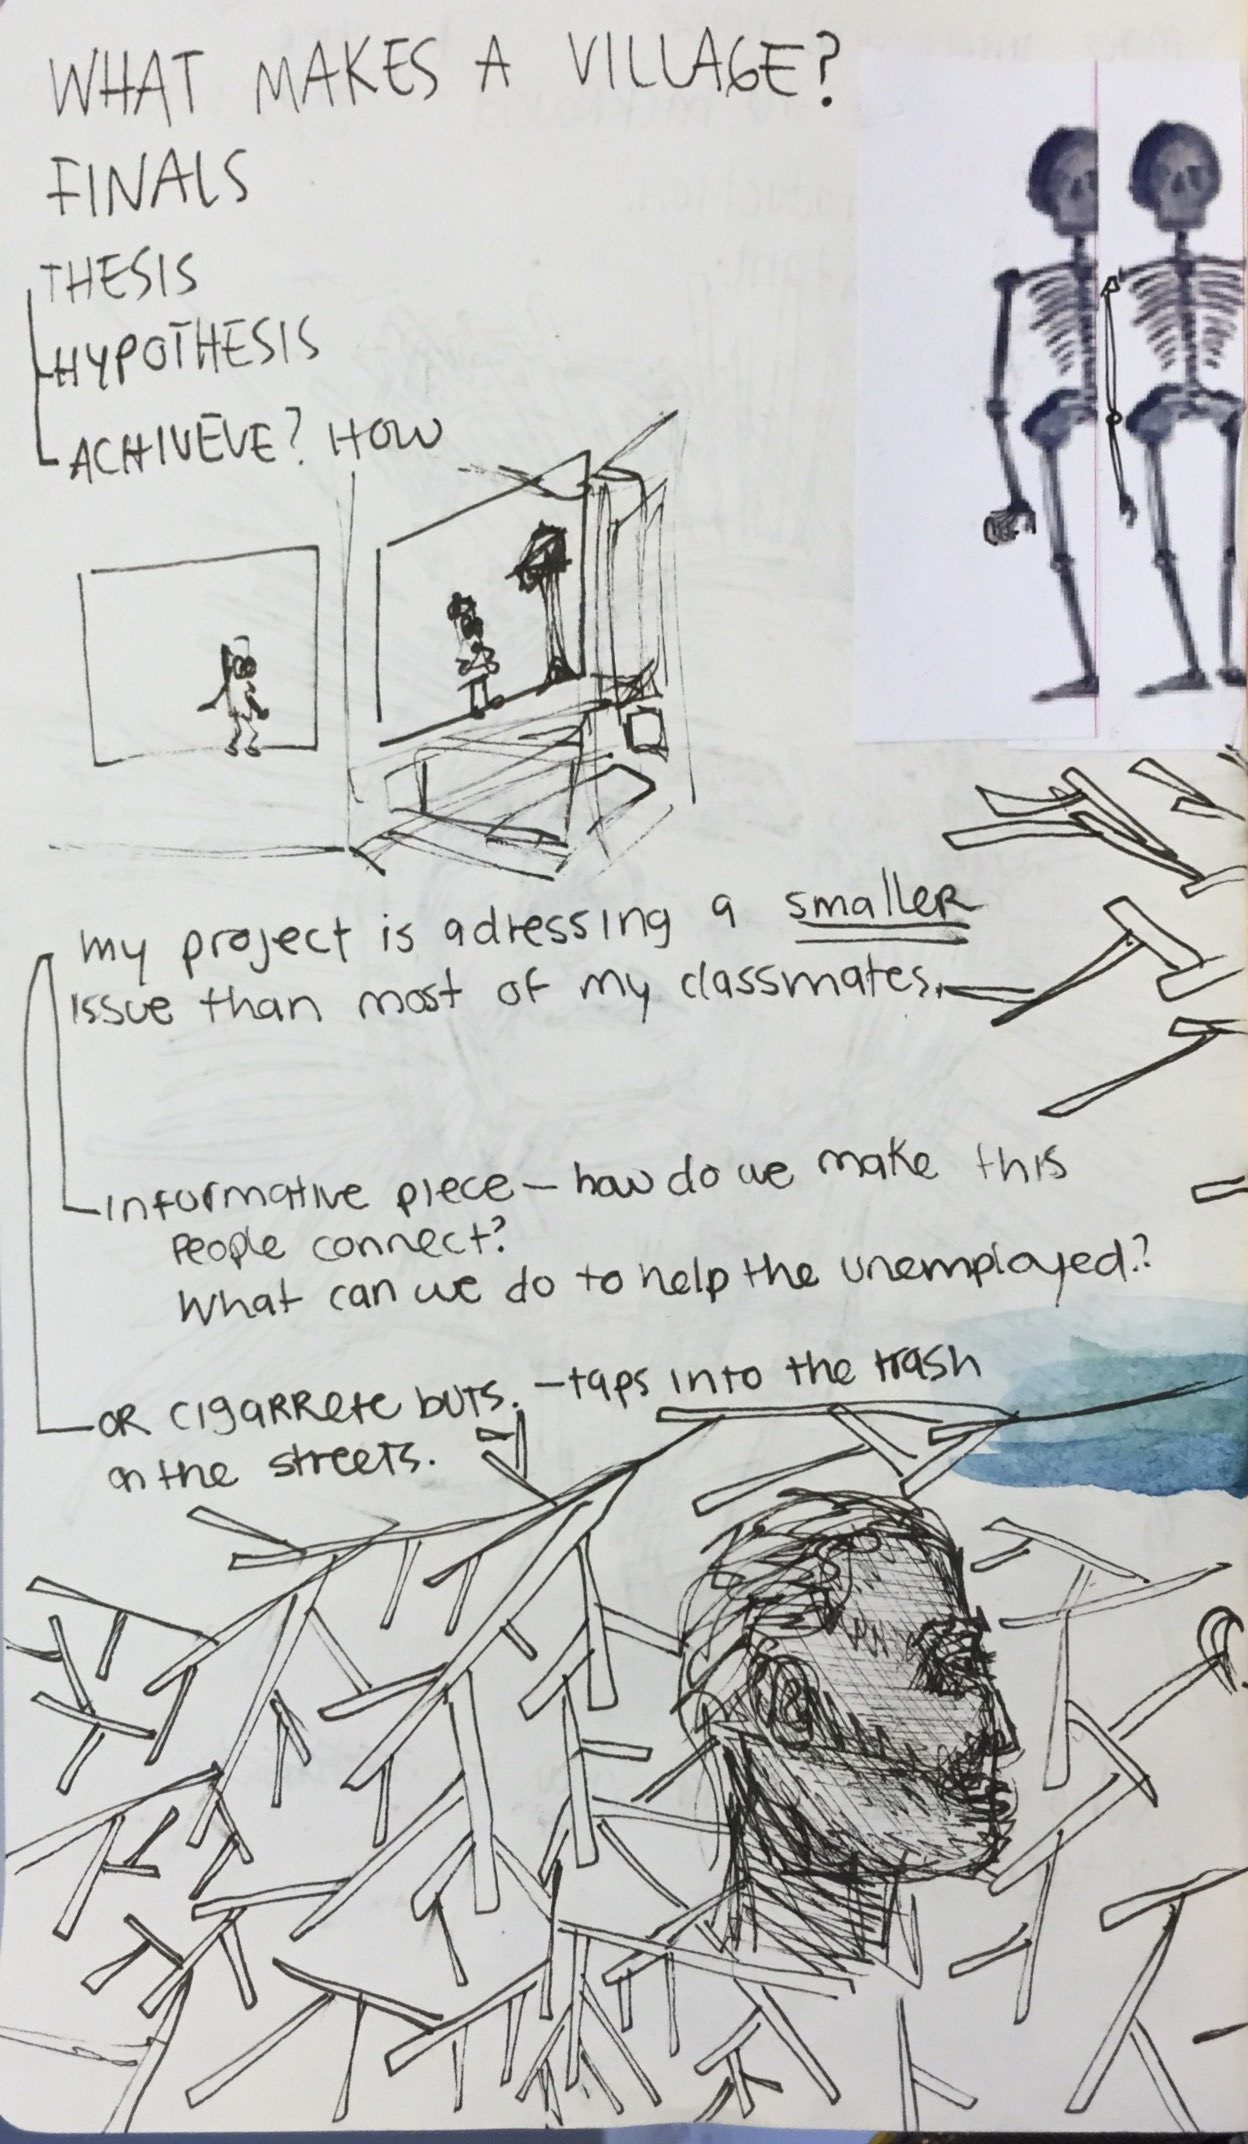 WHAT MAKES A VILLAGE?
FINALS
THESIS
HYPOTHESIS
ACHIVEVE? HOW
my project is adressing a smaller
issue than most of my classmates.
informative piece – how do we make this
people connect?
What can we do to help the unemployed?
OR cigarrete buts. – taps into the trash
on the streets.